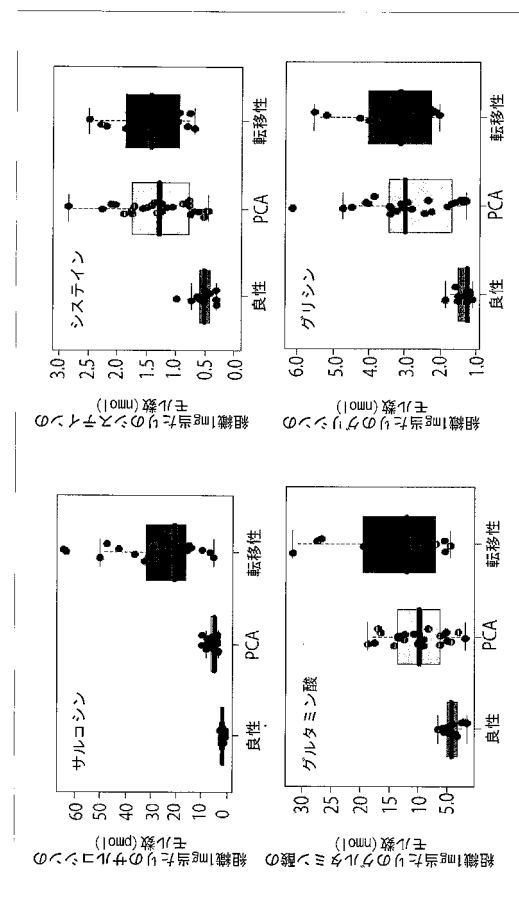 サルコシン
組織1mg当たりのサルコシンの
モル数(pmol)
60
50
40
30
20
10
0
良性
PCA
転移性
システイン
組織1mg当たりのシステインの
モル数(nmol)
3.0
2.5
2.0
1.5
1.0
0.5
0.0
良性
PCA
転移性
グルタミン酸
組織1mg当たりのグルタミン酸の
モル数(nmol)
30
25
20
15
10
5.0
良性
PCA
転移性
グリシン
組織1mg当たりのグリシンの
モル数(nmol)
6.0
5.0
4.0
3.0
2.0
1.0
良性
PCA
転移性